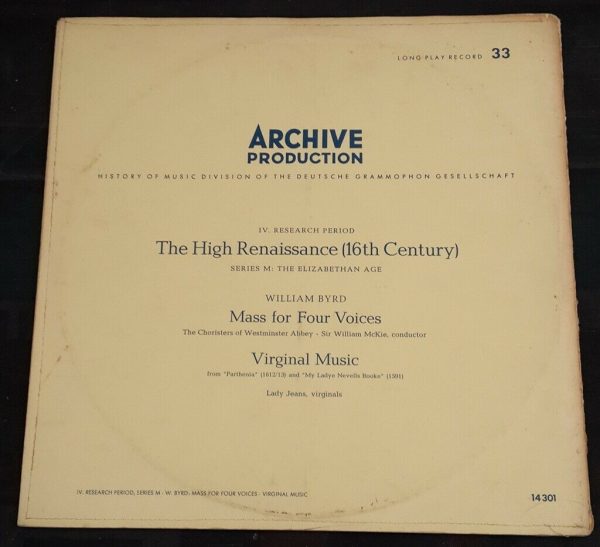 LONG PLAY RECORD 33
ARCHIVE
PRODUCTION
HISTORY OF MUSIC DIVISION OF THE DEUTSCHE GRAMMOPHON GESELLSCHAFT
IV. RESEARCH PERIOD
The High Renaissance (16th Century)
SERIES M: THE ELIZABETHAN AGE
WILLIAM BYRD
Mass for Four Voices
The Choristers of Westminster Abbey - Sir William McKie, conductor
Virginal Music
from "Parthenia" (1612/13) and "My Ladye Nevells Booke" (1591)
Lady Jeans, virginals
IV. RESEARCH PERIOD, SERIES M · W. BYRD: MASS FOR FOUR VOICES · VIRGINAL MUSIC
14301